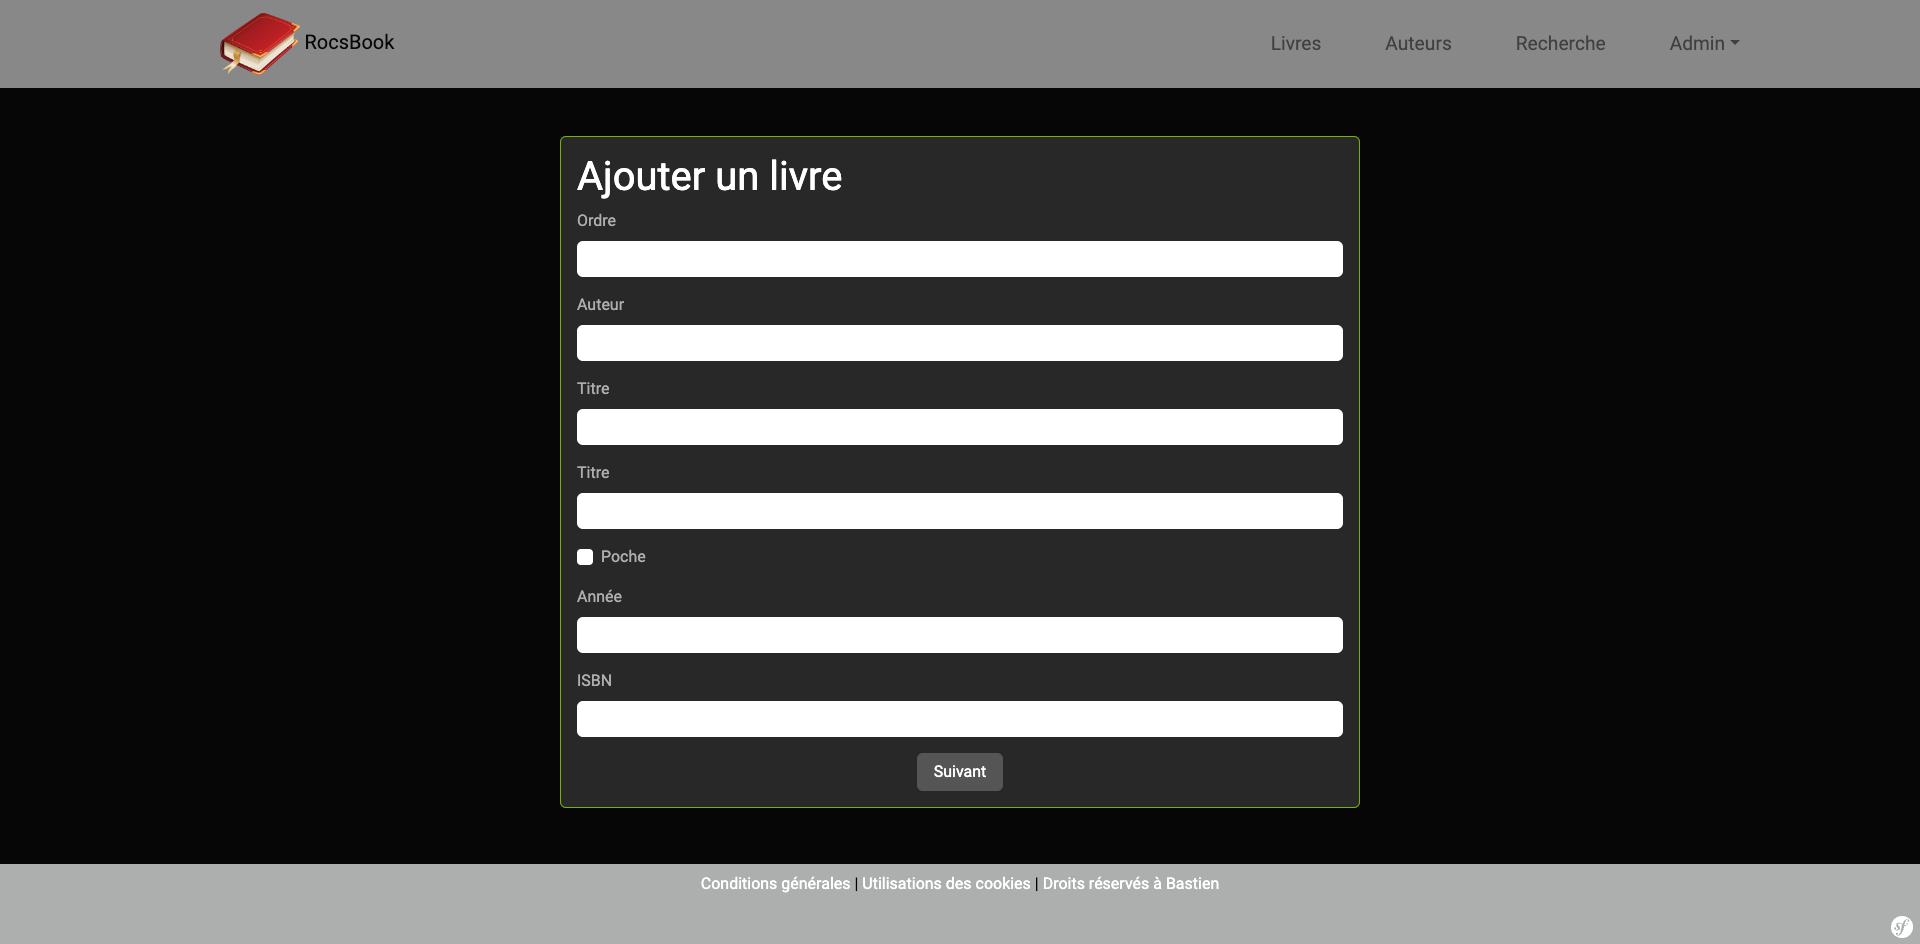 RocsBook
Livres
Auteurs
Recherche
Admin
Ajouter un livre
Ordre
Auteur
Titre
Titre
Poche
Année
ISBN
Suivant
Conditions générales | Utilisations des cookies | Droits réservés à Bastien
sf